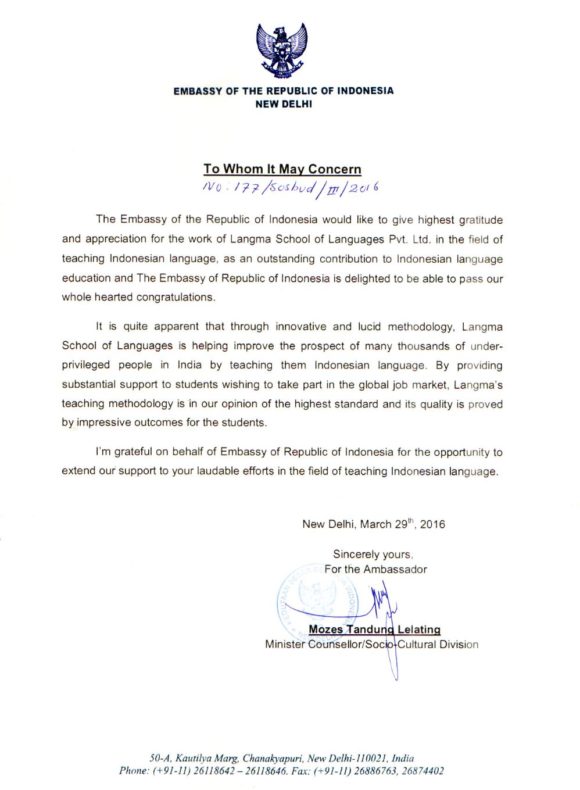 EMBASSY OF THE REPUBLIC OF INDONESIA
NEW DELHI
To Whom It May Concern
No. 177/Sosbud/III/2016
The Embassy of the Republic of Indonesia would like to give highest gratitude
and appreciation for the work of Langma School of Languages Pvt. Ltd. in the field of
teaching Indonesian language, as an outstanding contribution to Indonesian language
education and The Embassy of Republic of Indonesia is delighted to be able to pass our
whole hearted congratulations.
It is quite apparent that through innovative and lucid methodology, Langma
School of Languages is helping improve the prospect of many thousands of under-
privileged people in India by teaching them Indonesian language. By providing
substantial support to students wishing to take part in the global job market, Langma's
teaching methodology is in our opinion of the highest standard and its quality is proved
by impressive outcomes for the students.
I'm grateful on behalf of Embassy of Republic of Indonesia for the opportunity to
extend our support to your laudable efforts in the field of teaching Indonesian language.
New Delhi, March 29th, 2016
Sincerely yours,
For the Ambassador
Mozes Tandung Lelating
Minister Counsellor/Socio-Cultural Division
50-A, Kautilya Marg, Chanakyapuri, New Delhi-110021, India
Phone: (+91-11) 26118642 – 26118646. Fax: (+91-11) 26886763, 26874402